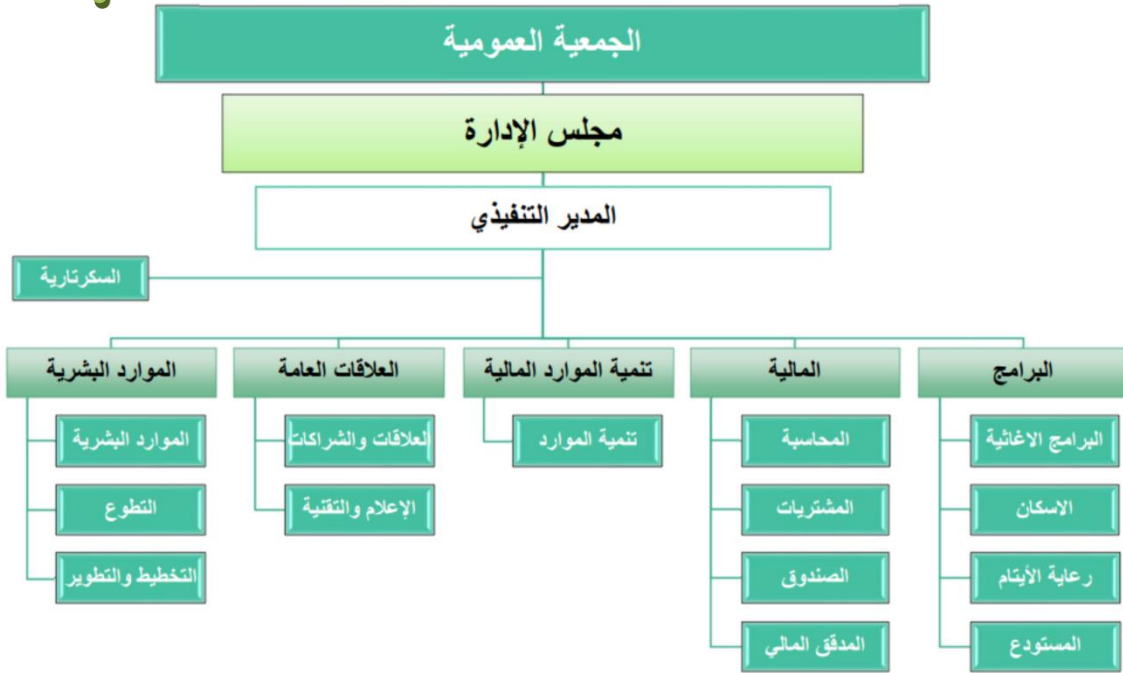 الجمعية العمومية
مجلس الإدارة
المدير التنفيذي
السكرتارية
البرامج
المالية
تنمية الموارد المالية
العلاقات العامة
الموارد البشرية
البرامج الاغاثية
الاسكان
رعاية الأيتام
المستودع
المحاسبة
المشتريات
الصندوق
المدقق المالي
تنمية الموارد
لعلاقات والشراكات
الإعلام والتقنية
الموارد البشرية
التطوع
التخطيط والتطوير